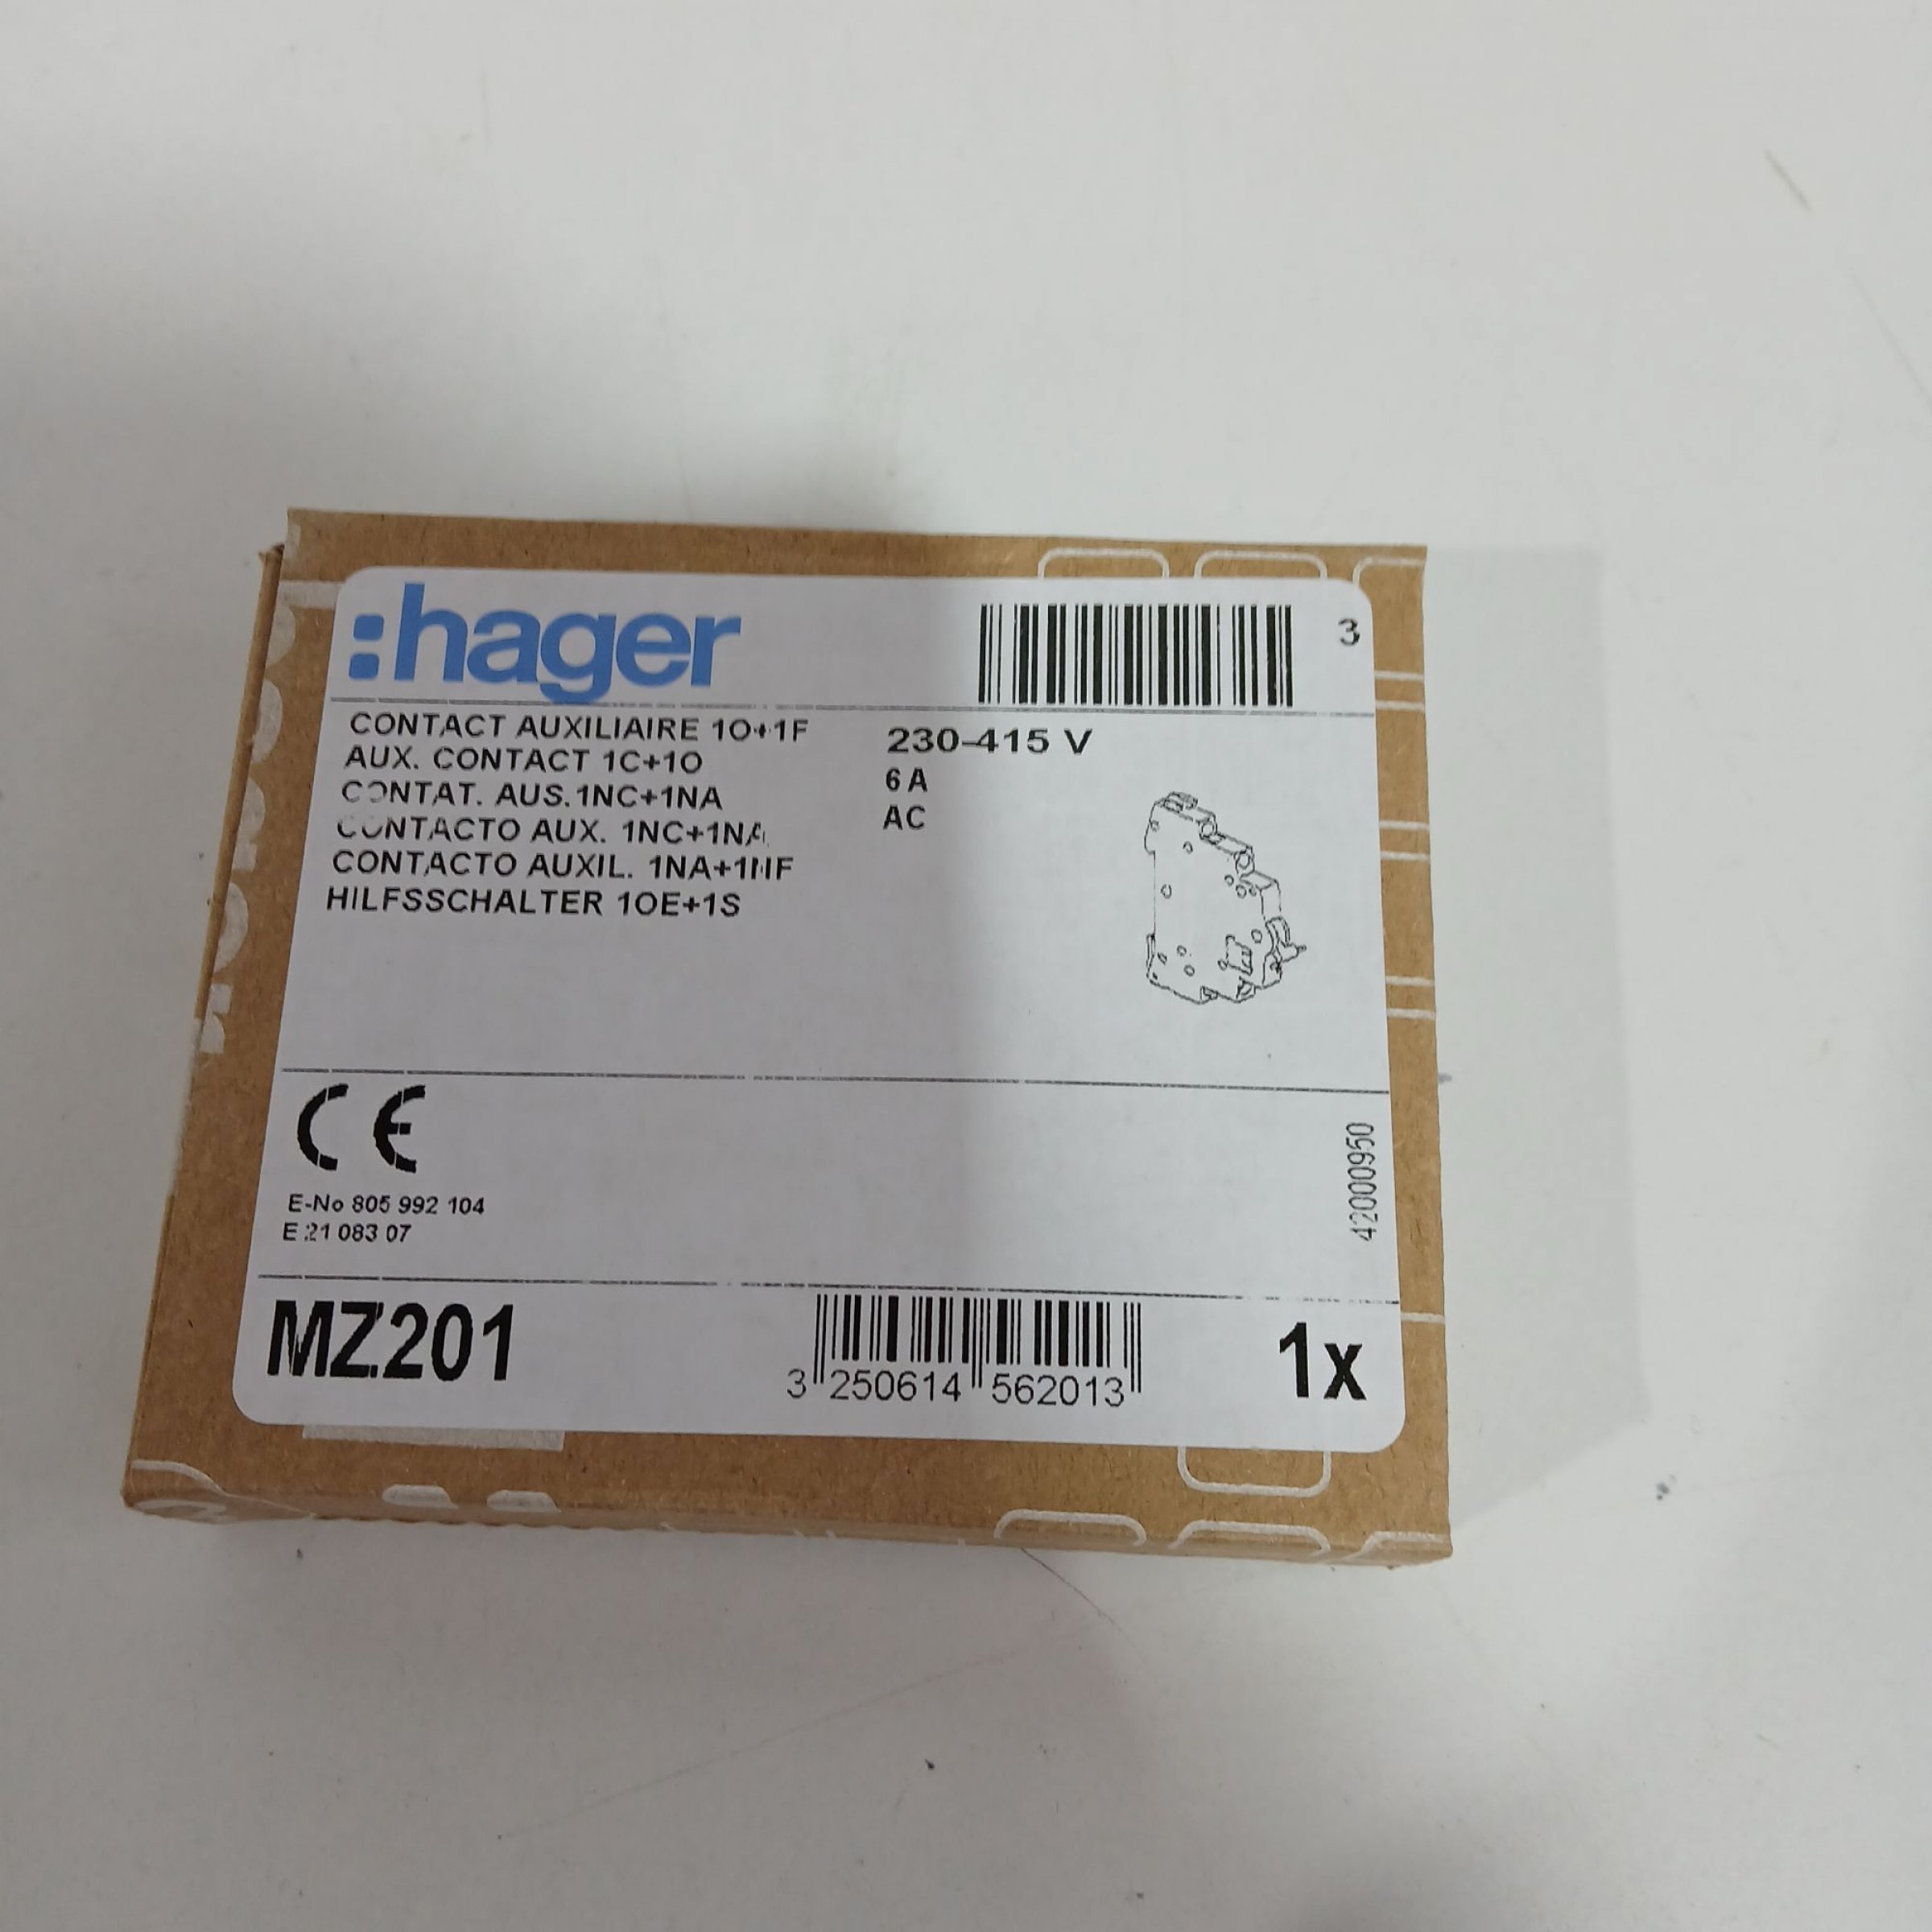 hager
3
CONTACT AUXILIAIRE 1O+1F
AUX. CONTACT 1C+1O
CONTAT. AUS.1NC+1NA
CONTACTO AUX. 1NC+1NA
CONTACTO AUXIL. 1NA+1NF
HILFSSCHALTER 1OE+1S
230-415 V
6 A
AC
CE
E-No 805 992 104
E 21 083 07
42000950
MZ201
3 250614 562013
1x